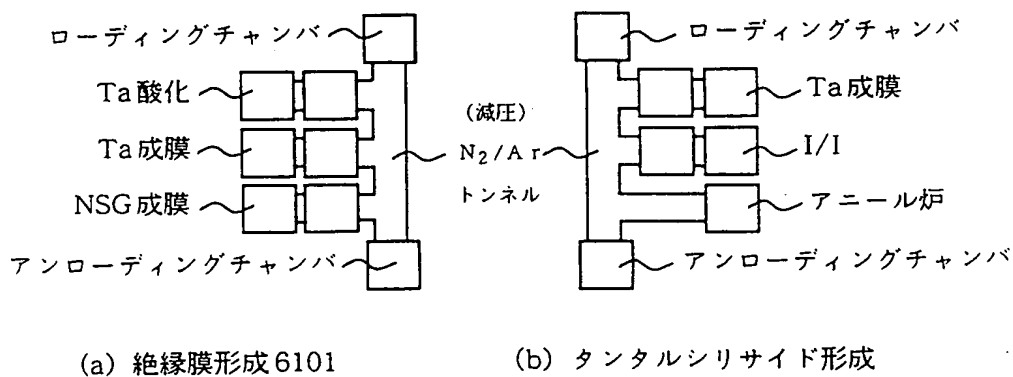 ローディングチャンバ
Ta酸化
Ta成膜
NSG成膜
アンローディングチャンバ
(減圧)
N₂/Ar
トンネル
ローディングチャンバ
Ta成膜
I/I
アニール炉
アンローディングチャンバ
(a) 絶縁膜形成6101
(b) タンタルシリサイド形成